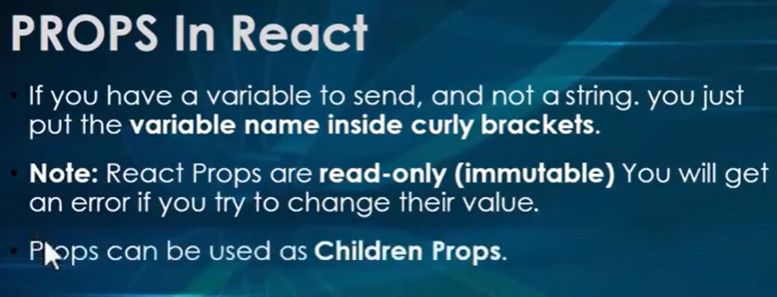 PROPS In React
If you have a variable to send, and not a string. you just
put the variable name inside curly brackets.
Note: React Props are read-only (immutable) You will get
an error if you try to change their value.
Props can be used as Children Props.